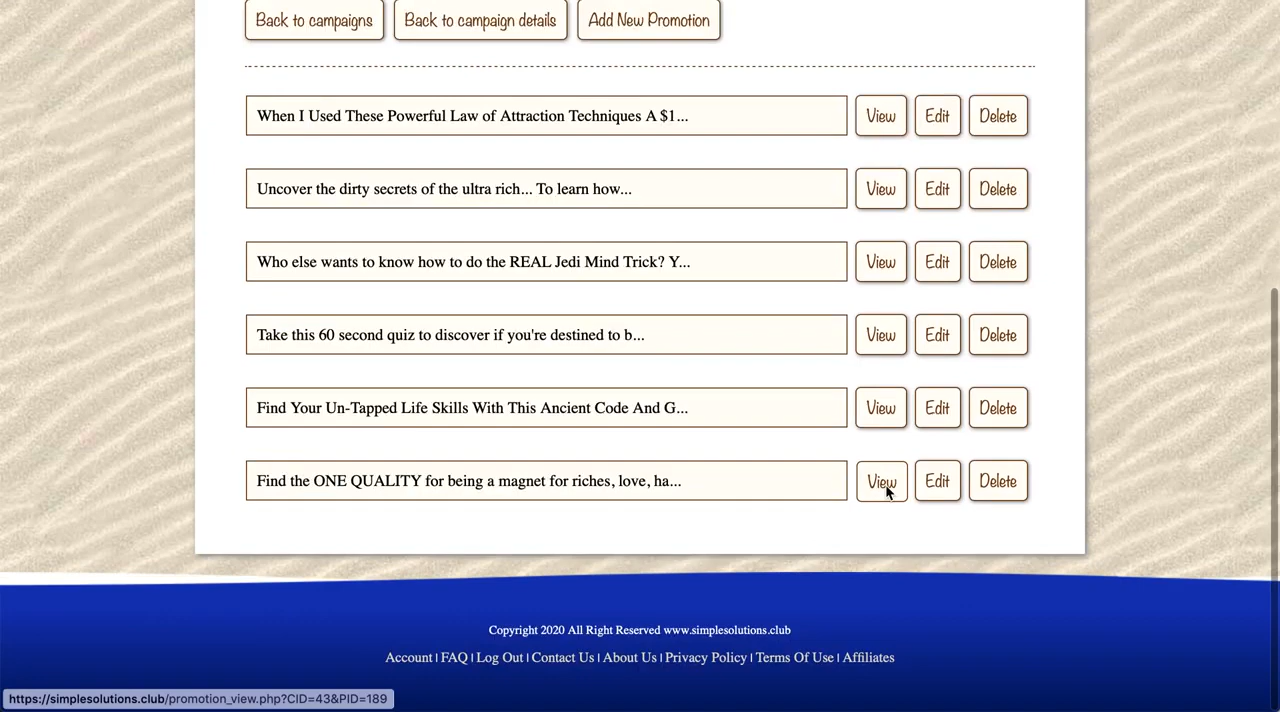 Back to campaigns Back to campaign details Add New Promotion
When I Used These Powerful Law of Attraction Techniques A $1... View Edit Delete
Uncover the dirty secrets of the ultra rich... To learn how... View Edit Delete
Who else wants to know how to do the REAL Jedi Mind Trick? Y... View Edit Delete
Take this 60 second quiz to discover if you're destined to b... View Edit Delete
Find Your Un-Tapped Life Skills With This Ancient Code And G... View Edit Delete
Find the ONE QUALITY for being a magnet for riches, love, ha... View Edit Delete
Copyright 2020 All Right Reserved www.simplesolutions.club
Account | FAQ | Log Out | Contact Us | About Us | Privacy Policy | Terms Of Use | Affiliates
https://simplesolutions.club/promotion_view.php?CID=43&PID=189